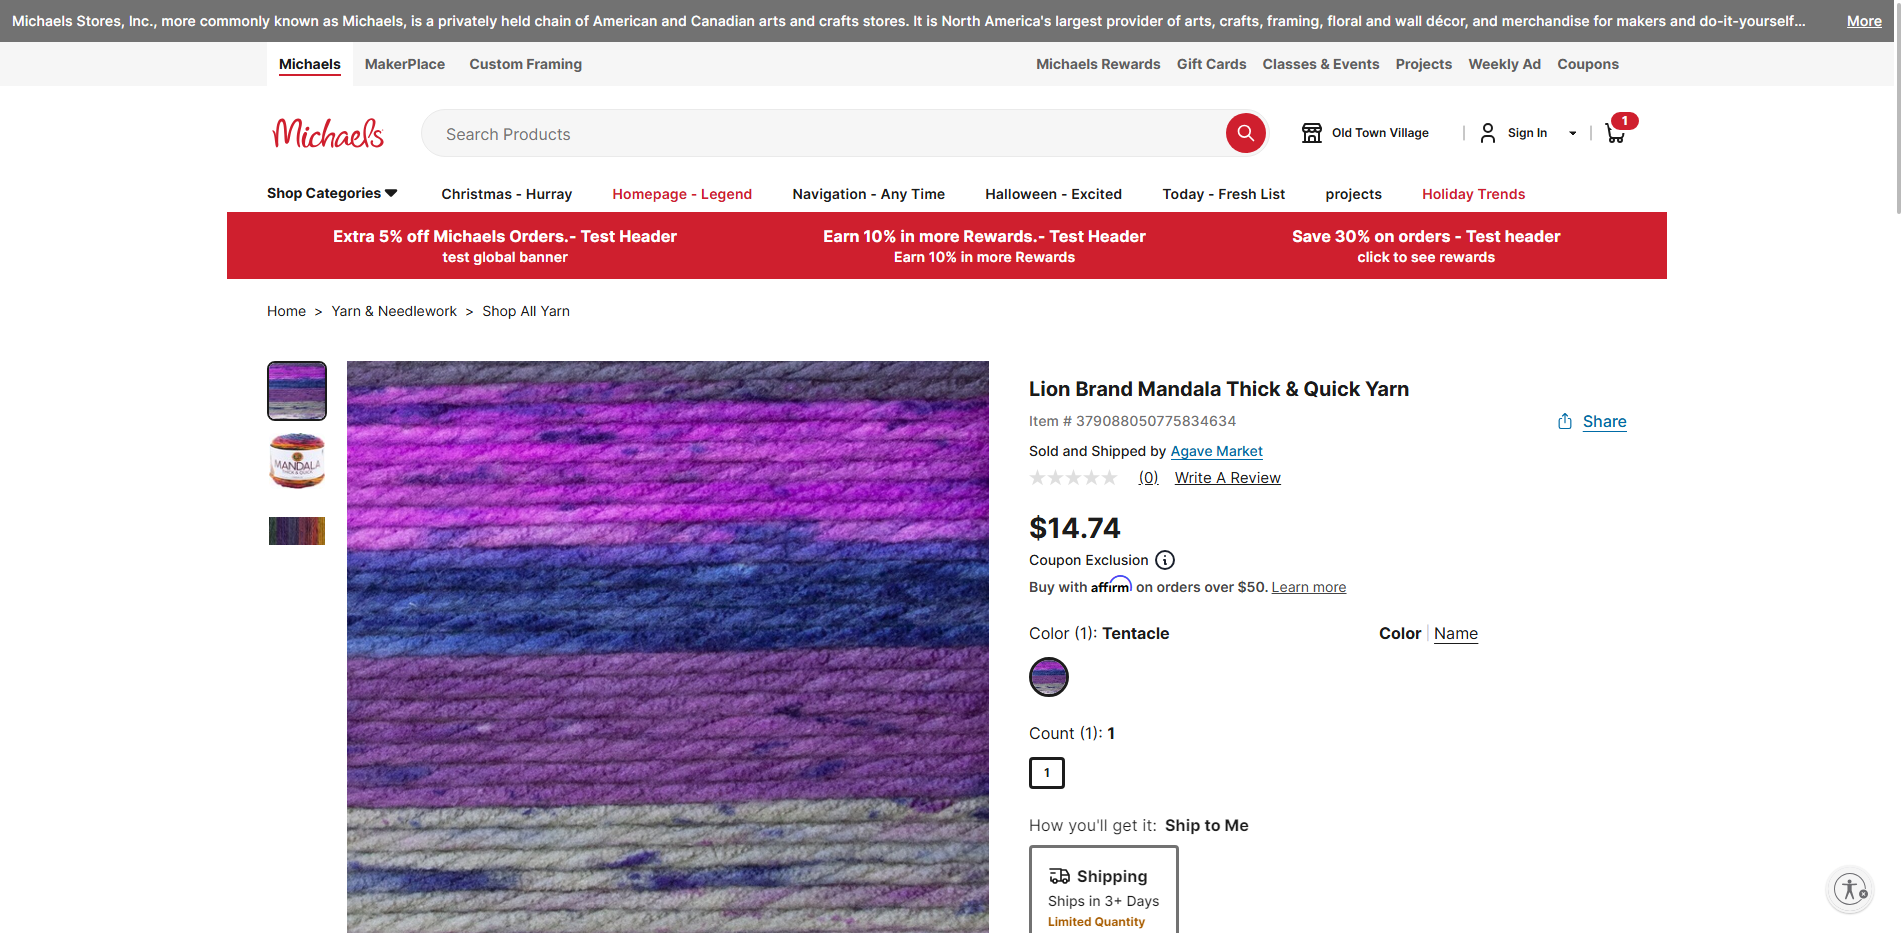 Michaels Stores, Inc., more commonly known as Michaels, is a privately held chain of American and Canadian arts and crafts stores. It is North America's largest provider of arts, crafts, framing, floral and wall décor, and merchandise for makers and do-it-yourself... More
Michaels MakerPlace Custom Framing Michaels Rewards Gift Cards Classes & Events Projects Weekly Ad Coupons
Michaels Search Products Old Town Village Sign In 1
Shop Categories Christmas - Hurray Homepage - Legend Navigation - Any Time Halloween - Excited Today - Fresh List projects Holiday Trends
Extra 5% off Michaels Orders.- Test Header Earn 10% in more Rewards.- Test Header Save 30% on orders - Test header
test global banner Earn 10% in more Rewards click to see rewards
Home > Yarn & Needlework > Shop All Yarn
MANDALA
THICK & QUICK
Lion Brand Mandala Thick & Quick Yarn
Item # 379088050775834634 Share
Sold and Shipped by Agave Market
(0) Write A Review
$14.74
Coupon Exclusion
Buy with affirm on orders over $50. Learn more
Color (1): Tentacle Color | Name
Count (1): 1
1
How you'll get it: Ship to Me
Shipping
Ships in 3+ Days
Limited Quantity